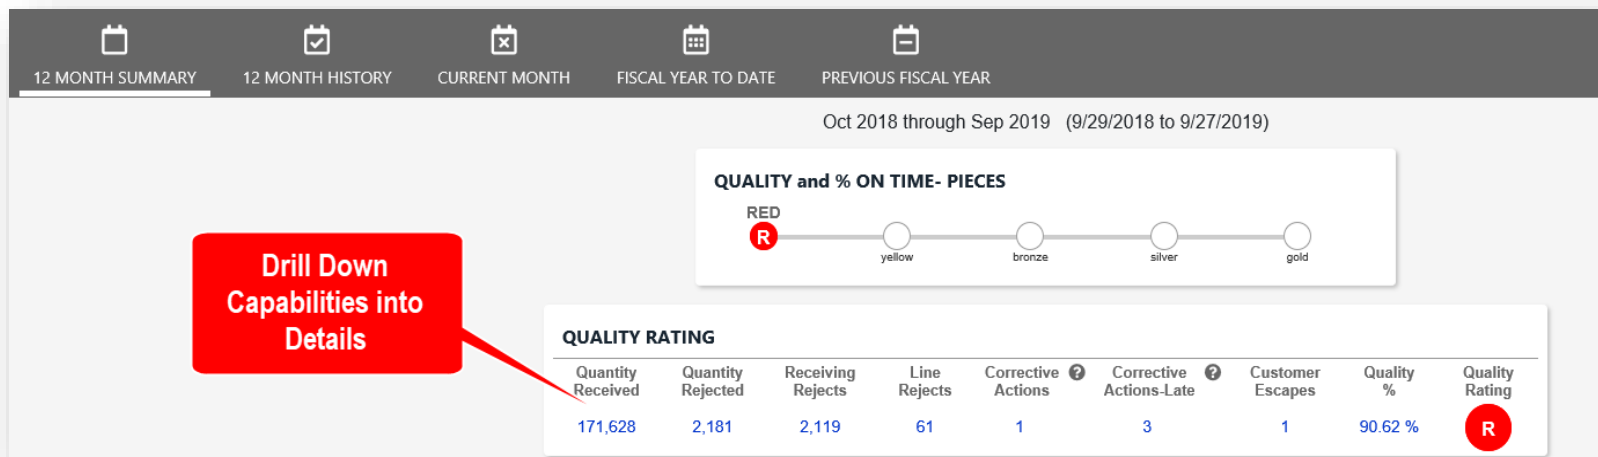 12 MONTH SUMMARY
12 MONTH HISTORY
CURRENT MONTH
FISCAL YEAR TO DATE
PREVIOUS FISCAL YEAR
Oct 2018 through Sep 2019 (9/29/2018 to 9/27/2019)
QUALITY and % ON TIME- PIECES
RED
R
yellow
bronze
silver
gold
Drill Down
Capabilities into
Details
QUALITY RATING
Quantity
Received
Quantity
Rejected
Receiving
Rejects
Line
Rejects
Corrective ?
Actions
Corrective ?
Actions-Late
Customer
Escapes
Quality
%
Quality
Rating
171,628
2,181
2,119
61
1
3
1
90.62 %
R